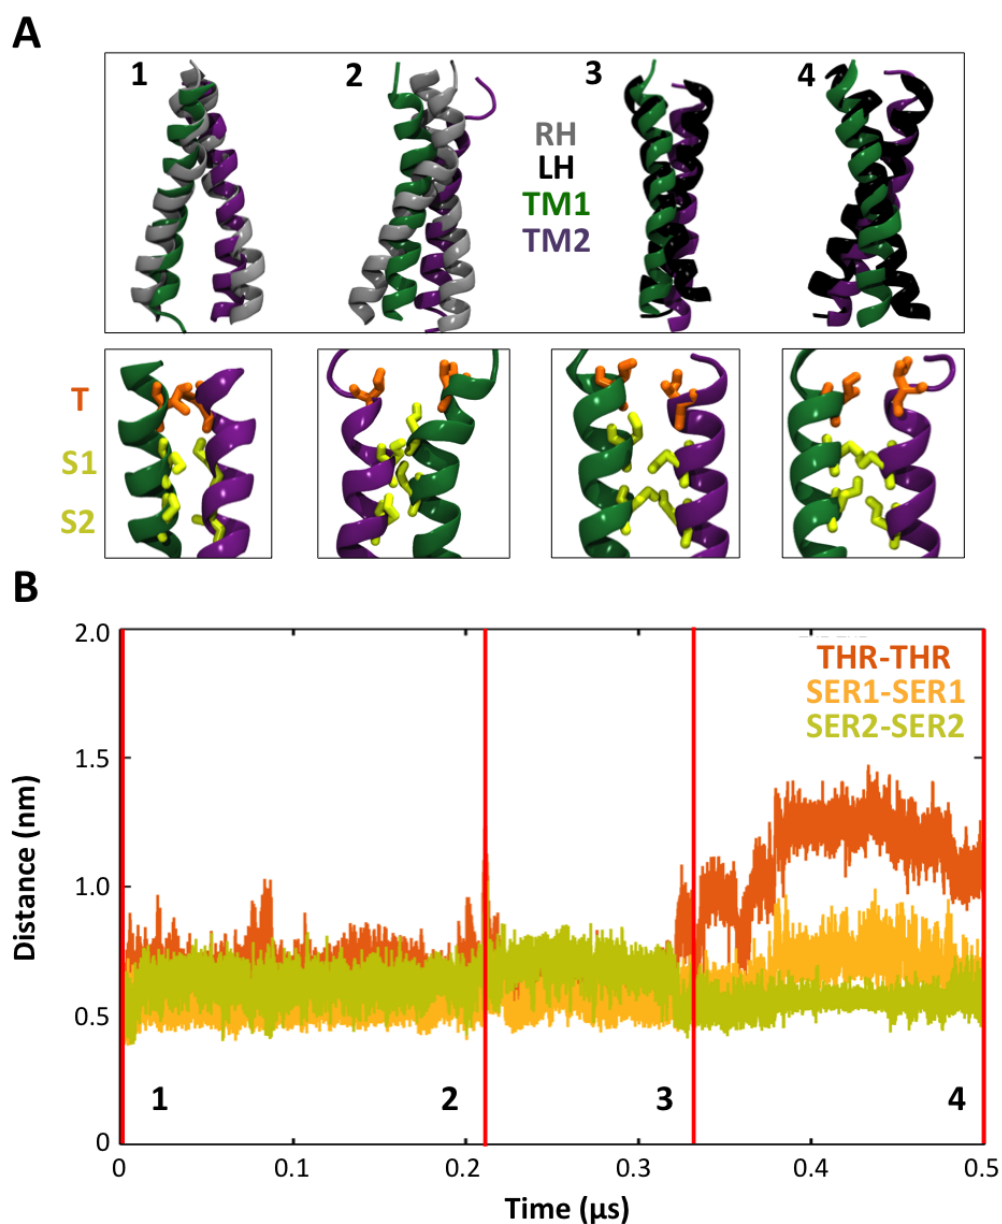 A
1
2
3
4
RH
LH
TM1
TM2
T
S1
S2
B
2.0
1.5
1.0
0.5
0
Distance (nm)
THR-THR
SER1-SER1
SER2-SER2
1
2
3
4
0
0.1
0.2
0.3
0.4
0.5
Time (μs)